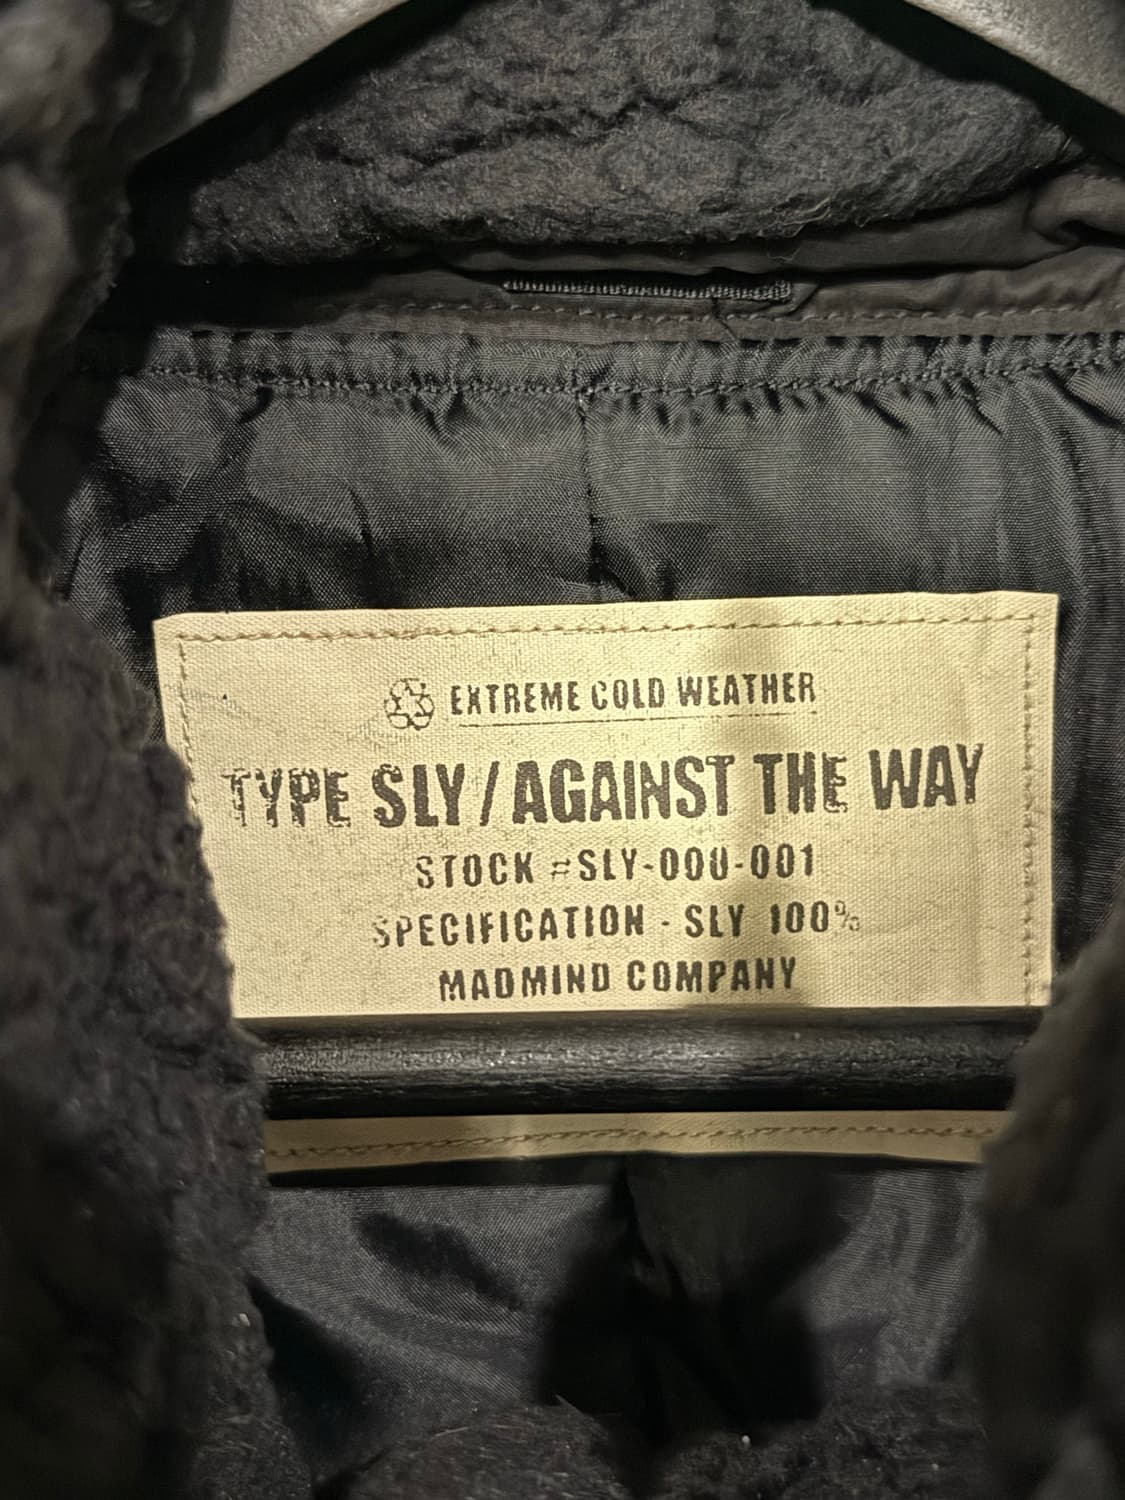 EXTREME COLD WEATHER
TYPE SLY/AGAINST THE WAY
STOCK #SLY-000-001
SPECIFICATION - SLY 100%
MADMIND COMPANY